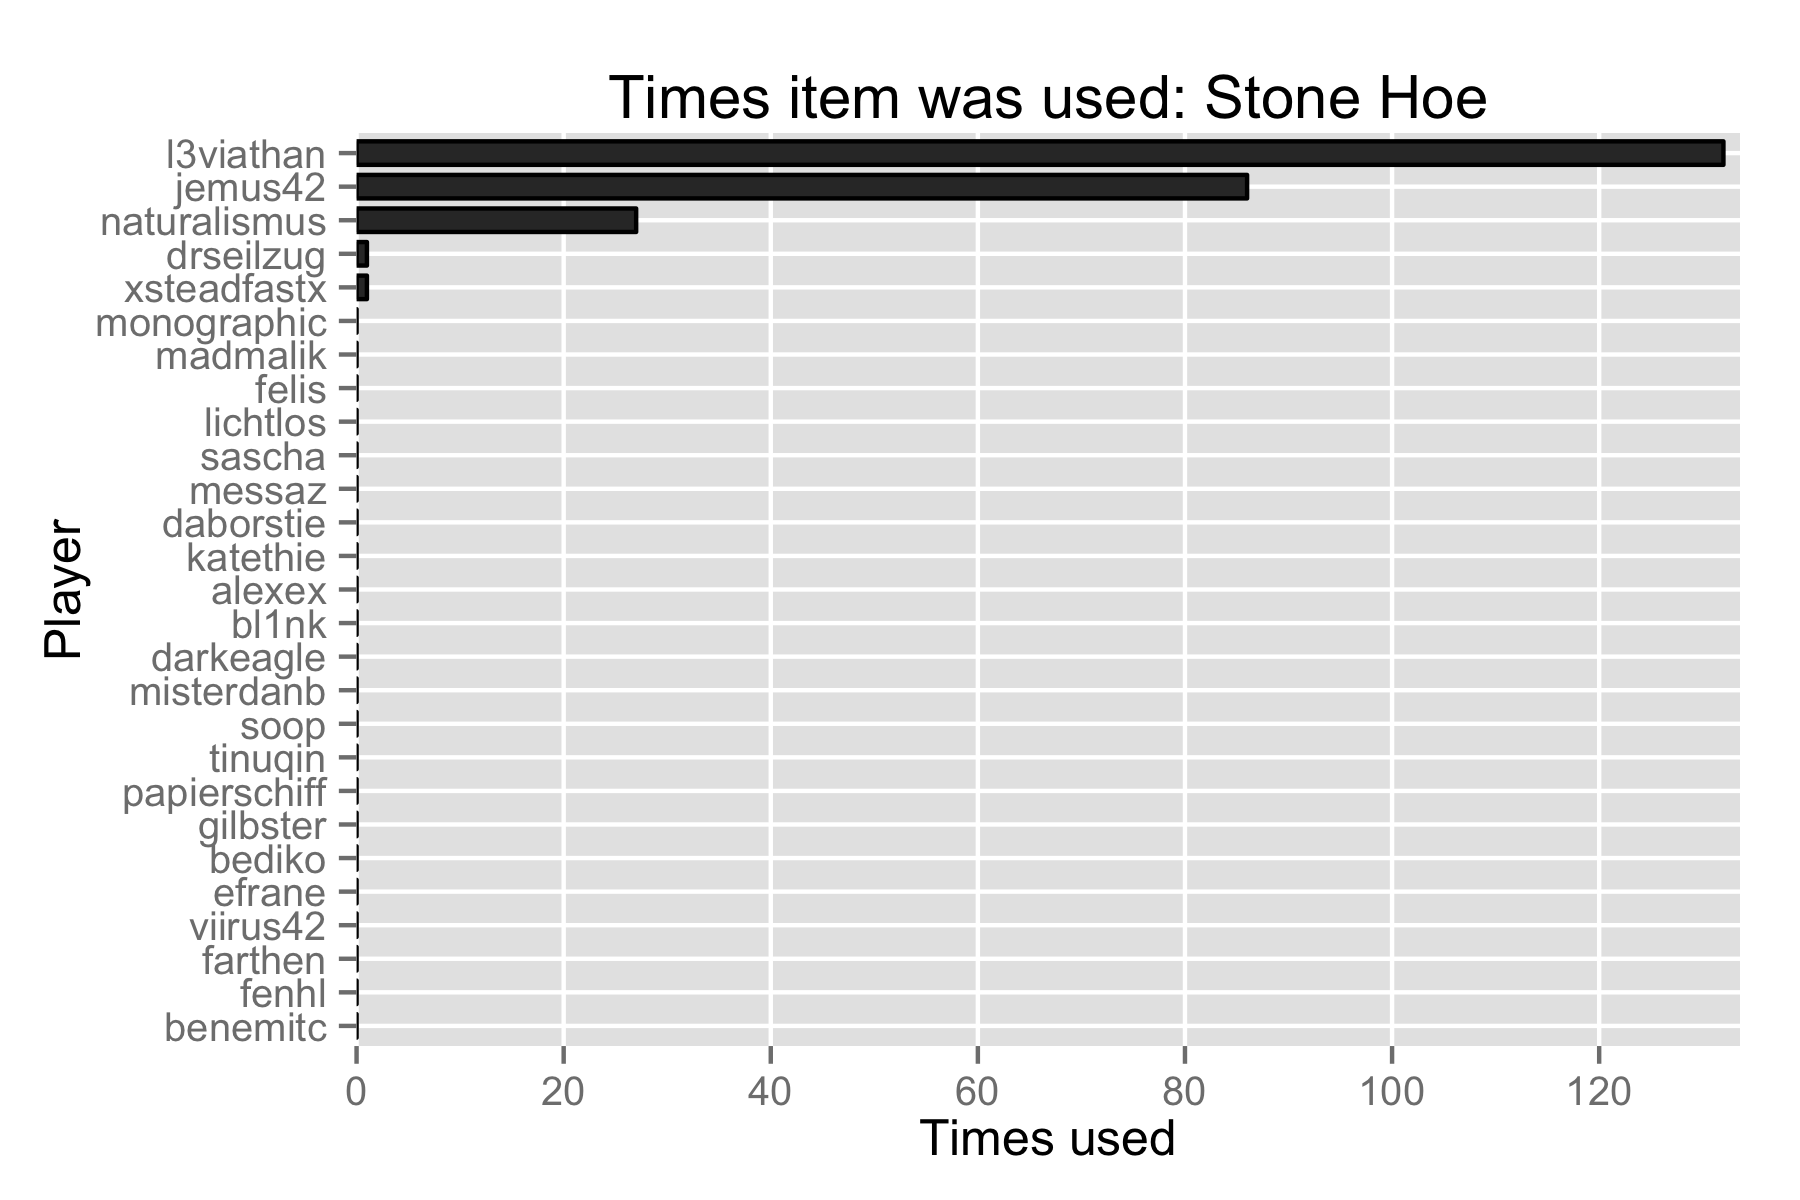 Times item was used: Stone Hoe
l3viathan
jemus42
naturalismus
drseilzug
xsteadfastx
monographic
madmalik
felis
lichtlos
sascha
messaz
daborstie
katethie
alexex
bl1nk
darkeagle
misterdanb
soop
tinuqin
papierschiff
gilbster
bediko
efrane
viirus42
farthen
fenhl
benemitc
Player
0 20 40 60 80 100 120
Times used